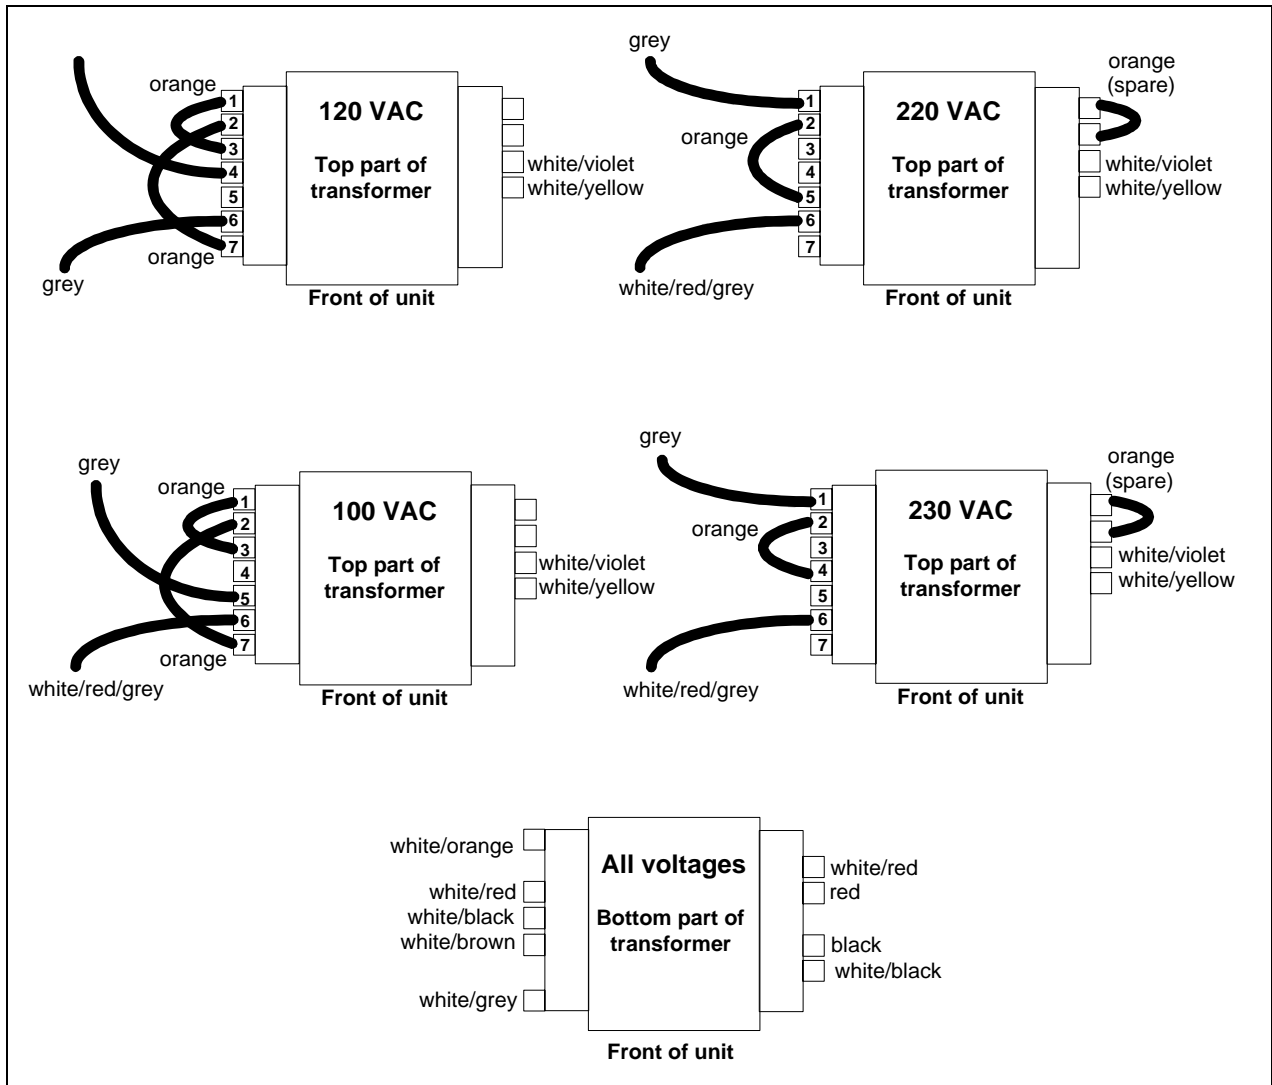 orange
1
2
3
4
5
6
7
orange
grey
120 VAC
Top part of
transformer
white/violet
white/yellow
Front of unit
grey
orange
1
2
3
4
5
6
7
white/red/grey
220 VAC
Top part of
transformer
orange
(spare)
white/violet
white/yellow
Front of unit
grey
orange
1
2
3
4
5
6
7
orange
white/red/grey
100 VAC
Top part of
transformer
white/violet
white/yellow
Front of unit
grey
orange
1
2
3
4
5
6
7
white/red/grey
230 VAC
Top part of
transformer
orange
(spare)
white/violet
white/yellow
Front of unit
white/orange
white/red
white/black
white/brown
white/grey
All voltages
Bottom part of
transformer
white/red
red
black
white/black
Front of unit